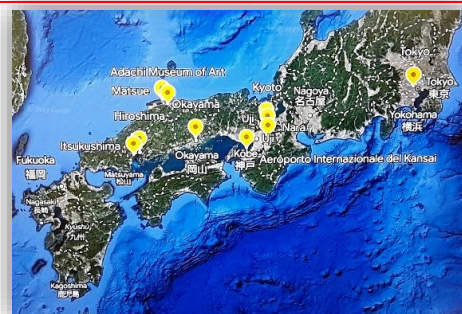 Tokyo
Adachi Museum of Art
Matsue
Kyoto
Nagoya
名古屋
Tokyo
東京
Okayama
Hiroshima
Uji
Yokohama
横浜
Nara
Uji
Itsukushima
Okayama
岡山
Kobe
神戸
Aeroporto Internazionale del Kansai
Fukuoka
福岡
Matsuyama
松山
Nagasaki
長崎
Kyushu
九州
Kagoshima
鹿児島